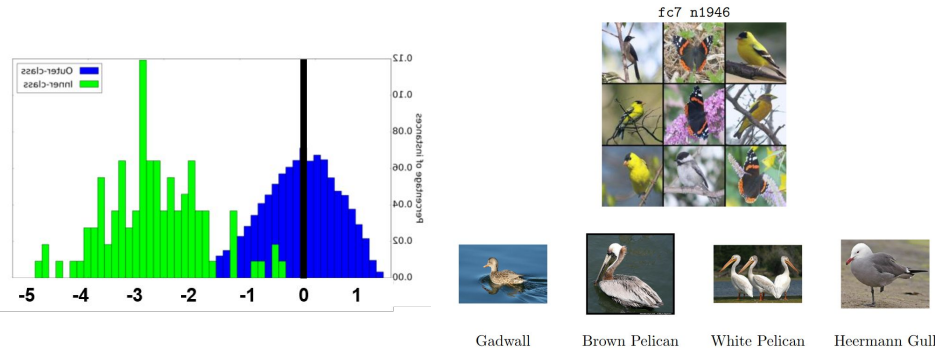 Outer-class
Inner-class
0.12
0.10
0.08
0.06
0.04
0.02
0.00
Percentage of instances
-5 -4 -3 -2 -1 0 1
fc7 n1946
Gadwall Brown Pelican White Pelican Heermann Gull